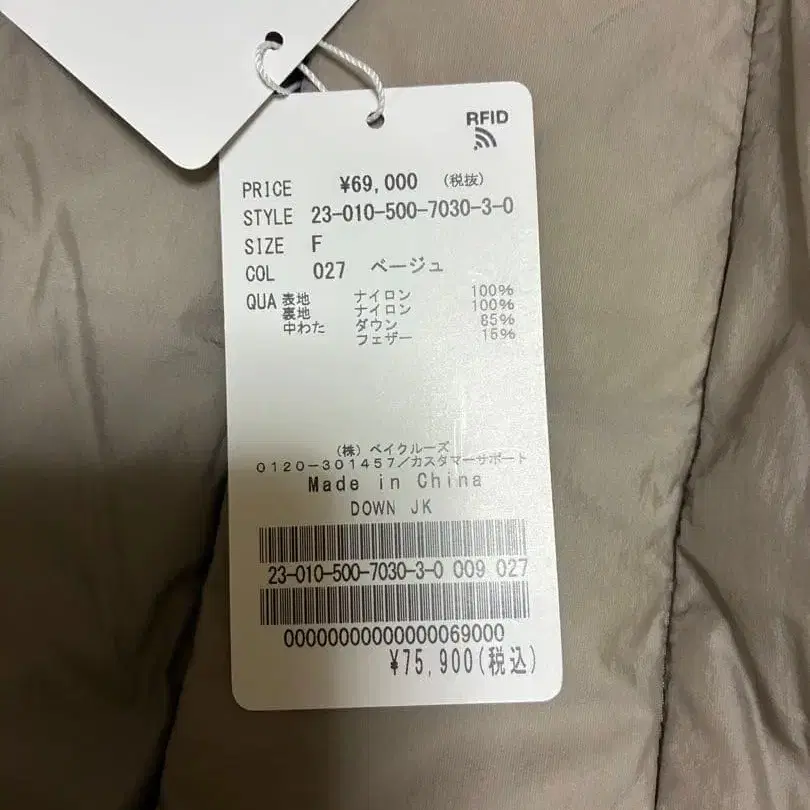 RFID
PRICE ¥69,000 (税抜)
STYLE 23-010-500-7030-3-0
SIZE F
COL 027 ベージュ
QUA 表地 ナイロン 100%
裏地 ナイロン 100%
中わた ダウン 85%
フェザー 15%
(株) ベイクルーズ
0120-301457/カスタマーサポート
Made in China
DOWN JK
23-010-500-7030-3-0 009 027
0000000000000069000
¥75,900(税込)